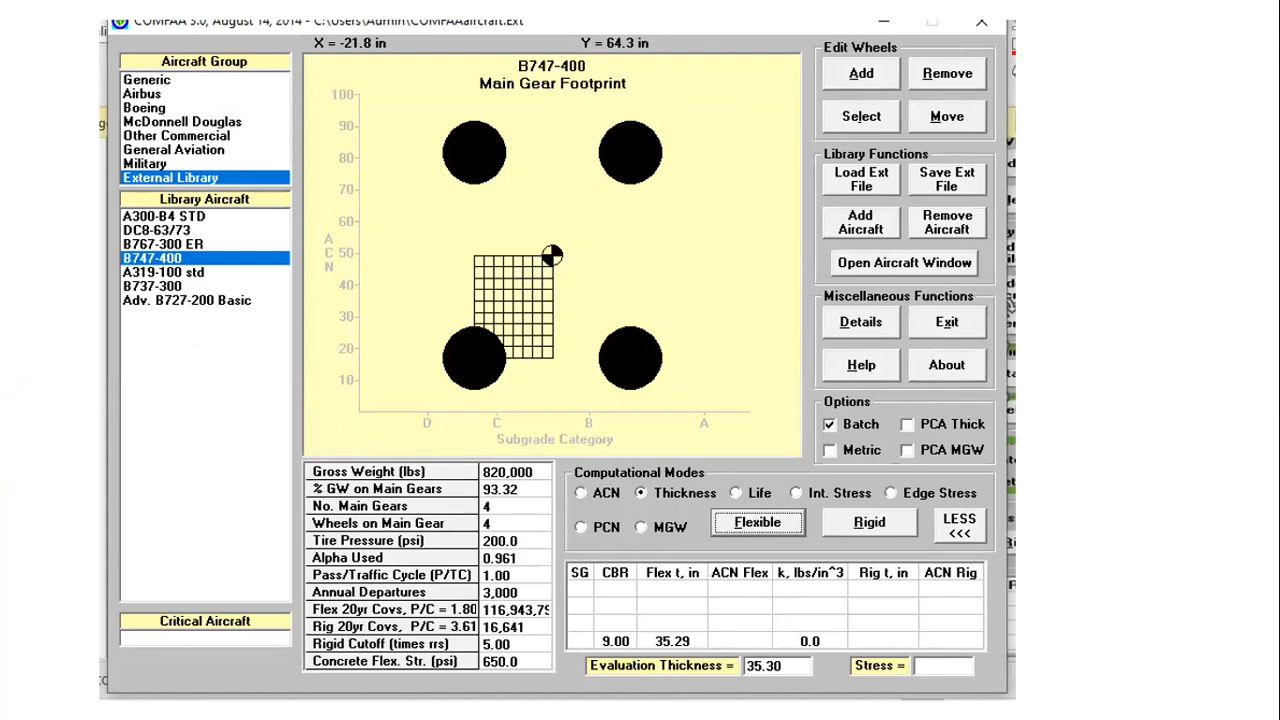 COMFAA 3.0, August 14, 2014 - C:\Users\Admin\COMFAAaircraft.Ext
X = -21.8 in Y = 64.3 in
Aircraft Group
Generic
Airbus
Boeing
McDonnell Douglas
Other Commercial
General Aviation
Military
External Library
Library Aircraft
A300-B4 STD
DC8-63/73
B767-300 ER
B747-400
A319-100 std
B737-300
Adv. B727-200 Basic
Critical Aircraft
B747-400
Main Gear Footprint
100
90
80
70
60
50
40
30
20
10
A
C
N
D C B A
Subgrade Category
Edit Wheels
Add Remove
Select Move
Library Functions
Load Ext File Save Ext File
Add Aircraft Remove Aircraft
Open Aircraft Window
Miscellaneous Functions
Details Exit
Help About
Options
Batch PCA Thick
Metric PCA MGW
Gross Weight (lbs) 820,000
% GW on Main Gears 93.32
No. Main Gears 4
Wheels on Main Gear 4
Tire Pressure (psi) 200.0
Alpha Used 0.961
Pass/Traffic Cycle (P/TC) 1.00
Annual Departures 3,000
Flex 20yr Covs, P/C = 1.80 116,943,79
Rig 20yr Covs, P/C = 3.61 16,641
Rigid Cutoff (times rrs) 5.00
Concrete Flex. Str. (psi) 650.0
Computational Modes
ACN Thickness Life Int. Stress Edge Stress
PCN MGW Flexible Rigid LESS <<<
SG CBR Flex t, in ACN Flex k, lbs/in^3 Rig t, in ACN Rig
9.00 35.29 0.0
Evaluation Thickness = 35.30 Stress =